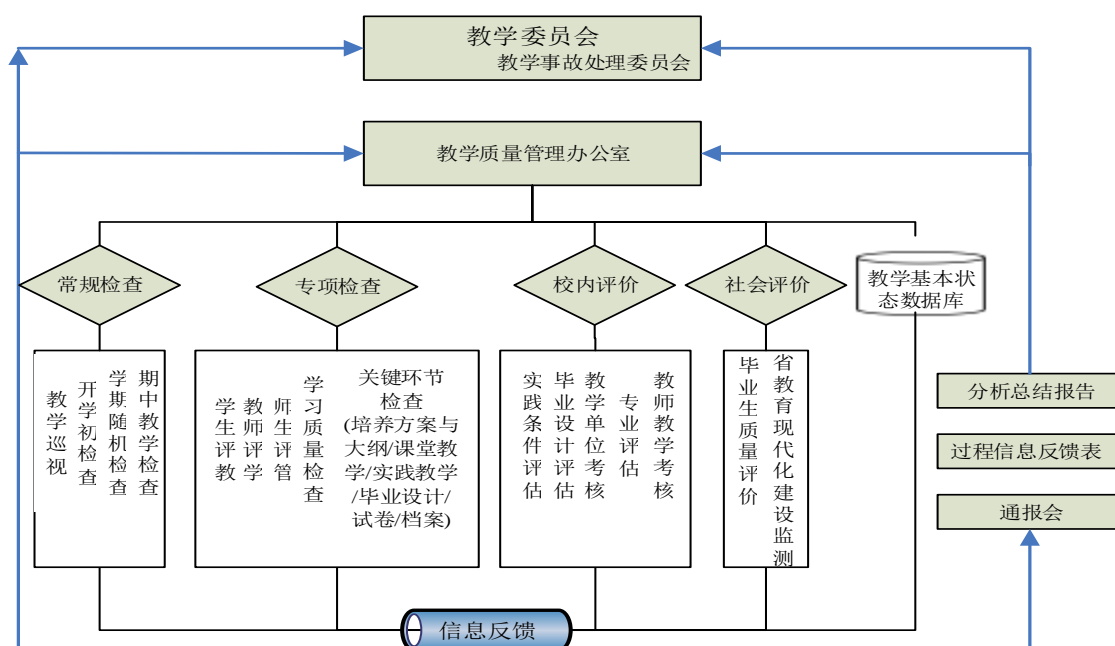 教学委员会
教学事故处理委员会
教学质量管理办公室
常规检查
专项检查
校内评价
社会评价
教学基本状
态数据库
教学巡视
开学初检查
学期随机检查
期中教学检查
学生评教
教师评学
师生评管
学习质量检查
关键环节
检查
(培养方案与
大纲/课堂教
学/实践教学
/毕业设计/
试卷/档案)
实践条件评估
毕业设计评估
教学单位考核
专业评估
教师教学考核
毕业生质量评价
省教育现代化建设监测
分析总结报告
过程信息反馈表
通报会
信息反馈